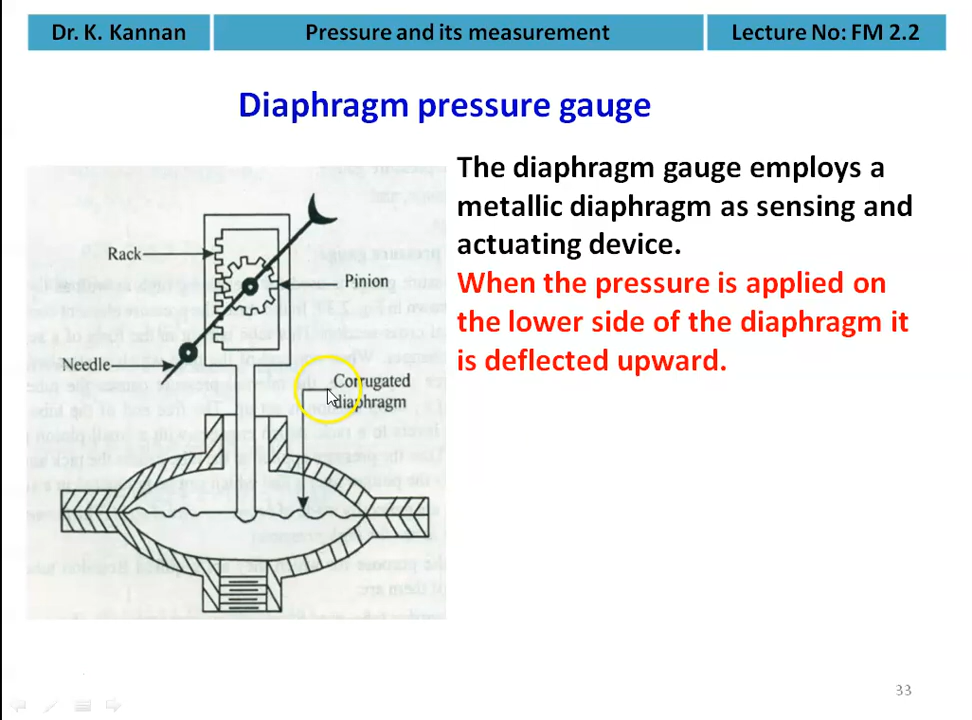 Dr. K. Kannan
Pressure and its measurement
Lecture No: FM 2.2
Diaphragm pressure gauge
The diaphragm gauge employs a
metallic diaphragm as sensing and
actuating device.
When the pressure is applied on
the lower side of the diaphragm it
is deflected upward.
Rack
Pinion
Needle
Corrugated
diaphragm
33